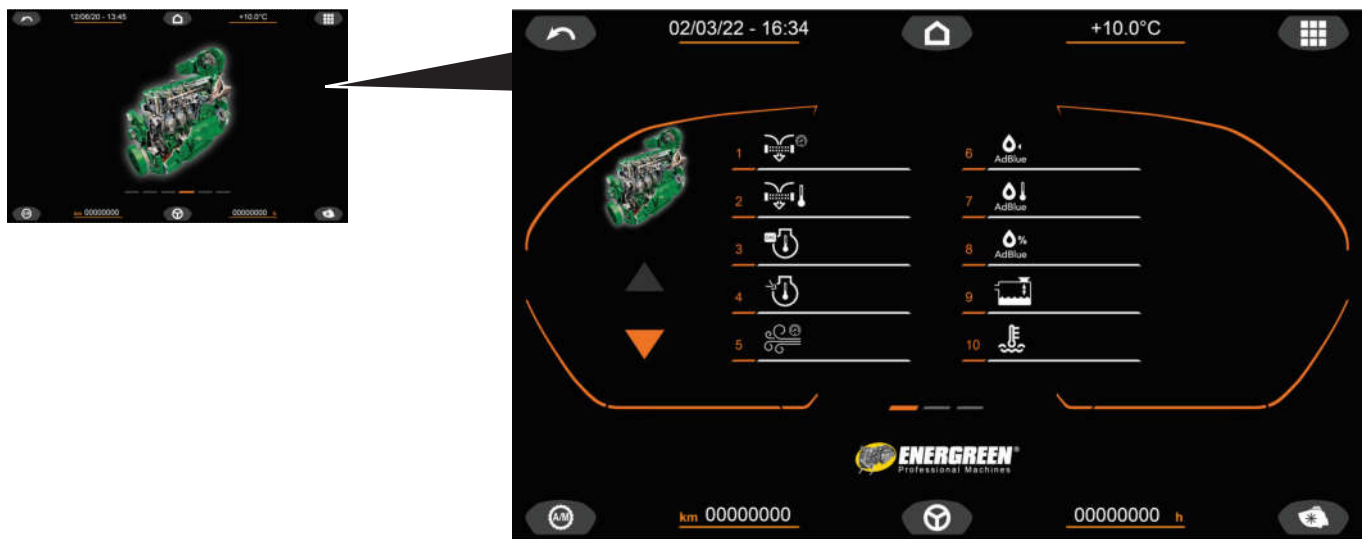 12/06/20 - 13:45
+10.0°C
km 00000000
00000000
02/03/22 - 16:34
+10.0°C
1
6
AdBlue
2
7
AdBlue
3
8
%
AdBlue
4
9
5
10
ENERGREEN®
Professional Machines
A/M
km 00000000
00000000 h